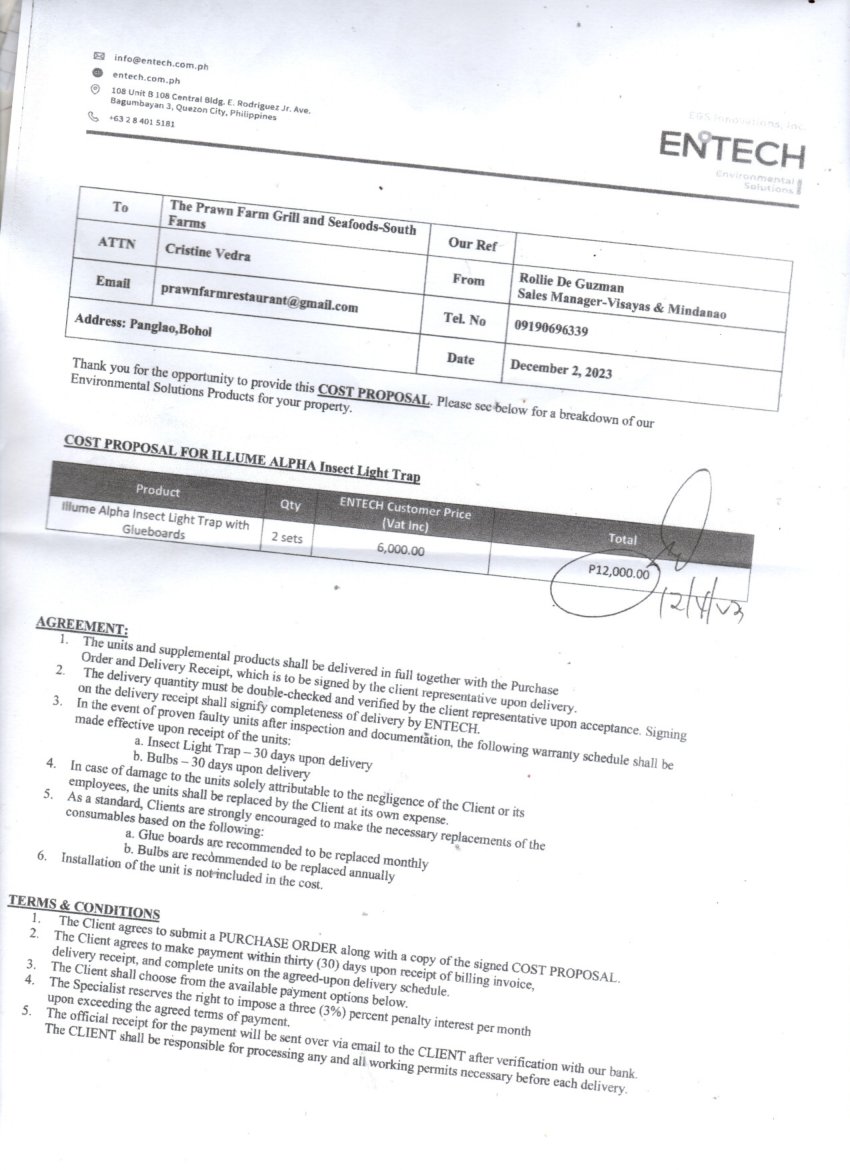 info@entech.com.ph
entech.com.ph
108 Unit B 108 Central Bldg. E. Rodriguez Jr. Ave.
Bagumbayan 3, Quezon City, Philippines
+63 2 8 401 5181
EGS Innovations, Inc.
ENTECH
Environmental
Solutions
To
The Prawn Farm Grill and Seafoods-South
Farms
Our Ref
ATTN
Cristine Vedra
From
Rollie De Guzman
Sales Manager-Visayas & Mindanao
Email
prawnfarmrestaurant@gmail.com
Tel. No
09190696339
Address: Panglao,Bohol
Date
December 2, 2023
Thank you for the opportunity to provide this COST PROPOSAL. Please see below for a breakdown of our
Environmental Solutions Products for your property.
COST PROPOSAL FOR ILLUME ALPHA Insect Light Trap
Product
Qty
ENTECH Customer Price
(Vat Inc)
Total
Illume Alpha Insect Light Trap with
Glueboards
2 sets
6,000.00
P12,000.00
12/4/23
AGREEMENT:
1. The units and supplemental products shall be delivered in full together with the Purchase
Order and Delivery Receipt, which is to be signed by the client representative upon delivery.
2. The delivery quantity must be double-checked and verified by the client representative upon acceptance. Signing
on the delivery receipt shall signify completeness of delivery by ENTECH.
3. In the event of proven faulty units after inspection and documentation, the following warranty schedule shall be
made effective upon receipt of the units:
a. Insect Light Trap – 30 days upon delivery
b. Bulbs – 30 days upon delivery
4. In case of damage to the units solely attributable to the negligence of the Client or its
employees, the units shall be replaced by the Client at its own expense.
5. As a standard, Clients are strongly encouraged to make the necessary replacements of the
consumables based on the following:
a. Glue boards are recommended to be replaced monthly
b. Bulbs are recommended to be replaced annually
6. Installation of the unit is not included in the cost.
TERMS & CONDITIONS
1. The Client agrees to submit a PURCHASE ORDER along with a copy of the signed COST PROPOSAL.
2. The Client agrees to make payment within thirty (30) days upon receipt of billing invoice,
delivery receipt, and complete units on the agreed-upon delivery schedule.
3. The Client shall choose from the available payment options below.
4. The Specialist reserves the right to impose a three (3%) percent penalty interest per month
upon exceeding the agreed terms of payment.
5. The official receipt for the payment will be sent over via email to the CLIENT after verification with our bank.
The CLIENT shall be responsible for processing any and all working permits necessary before each delivery.